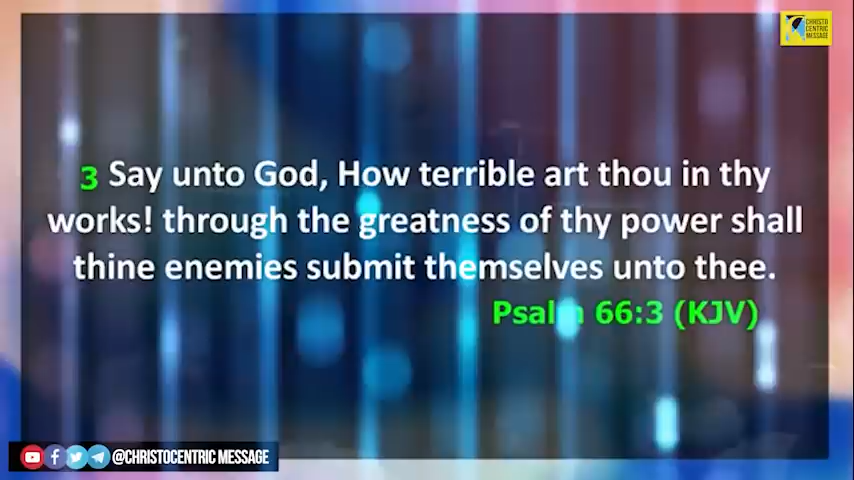 CHRISTO
CENTRIC
MESSAGE
3 Say unto God, How terrible art thou in thy
works! through the greatness of thy power shall
thine enemies submit themselves unto thee.
Psalm 66:3 (KJV)
@CHRISTOCENTRIC MESSAGE